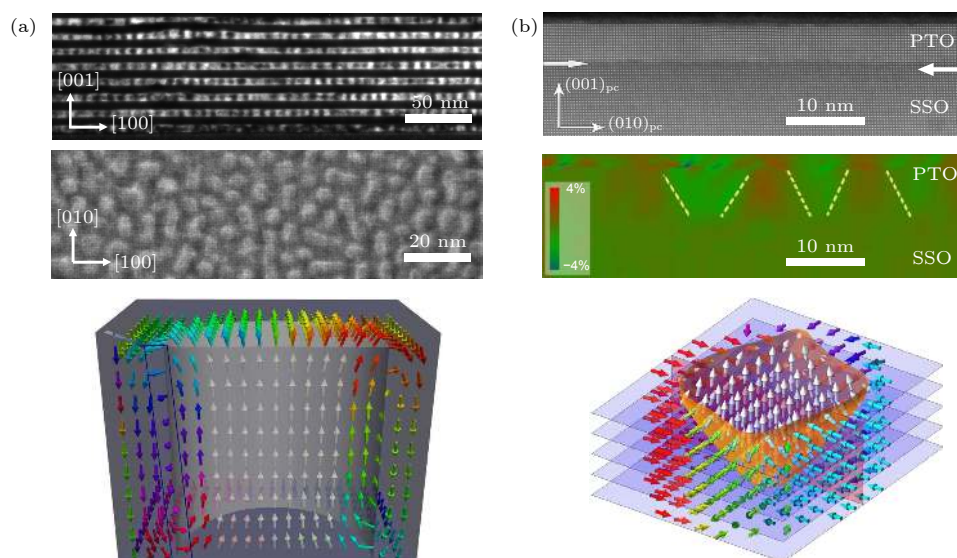 (a)
[001]
[100]
50 nm
[010]
[100]
20 nm
(b)
PTO
(001)pc
(010)pc
10 nm
SSO
4%
−4%
PTO
10 nm
SSO